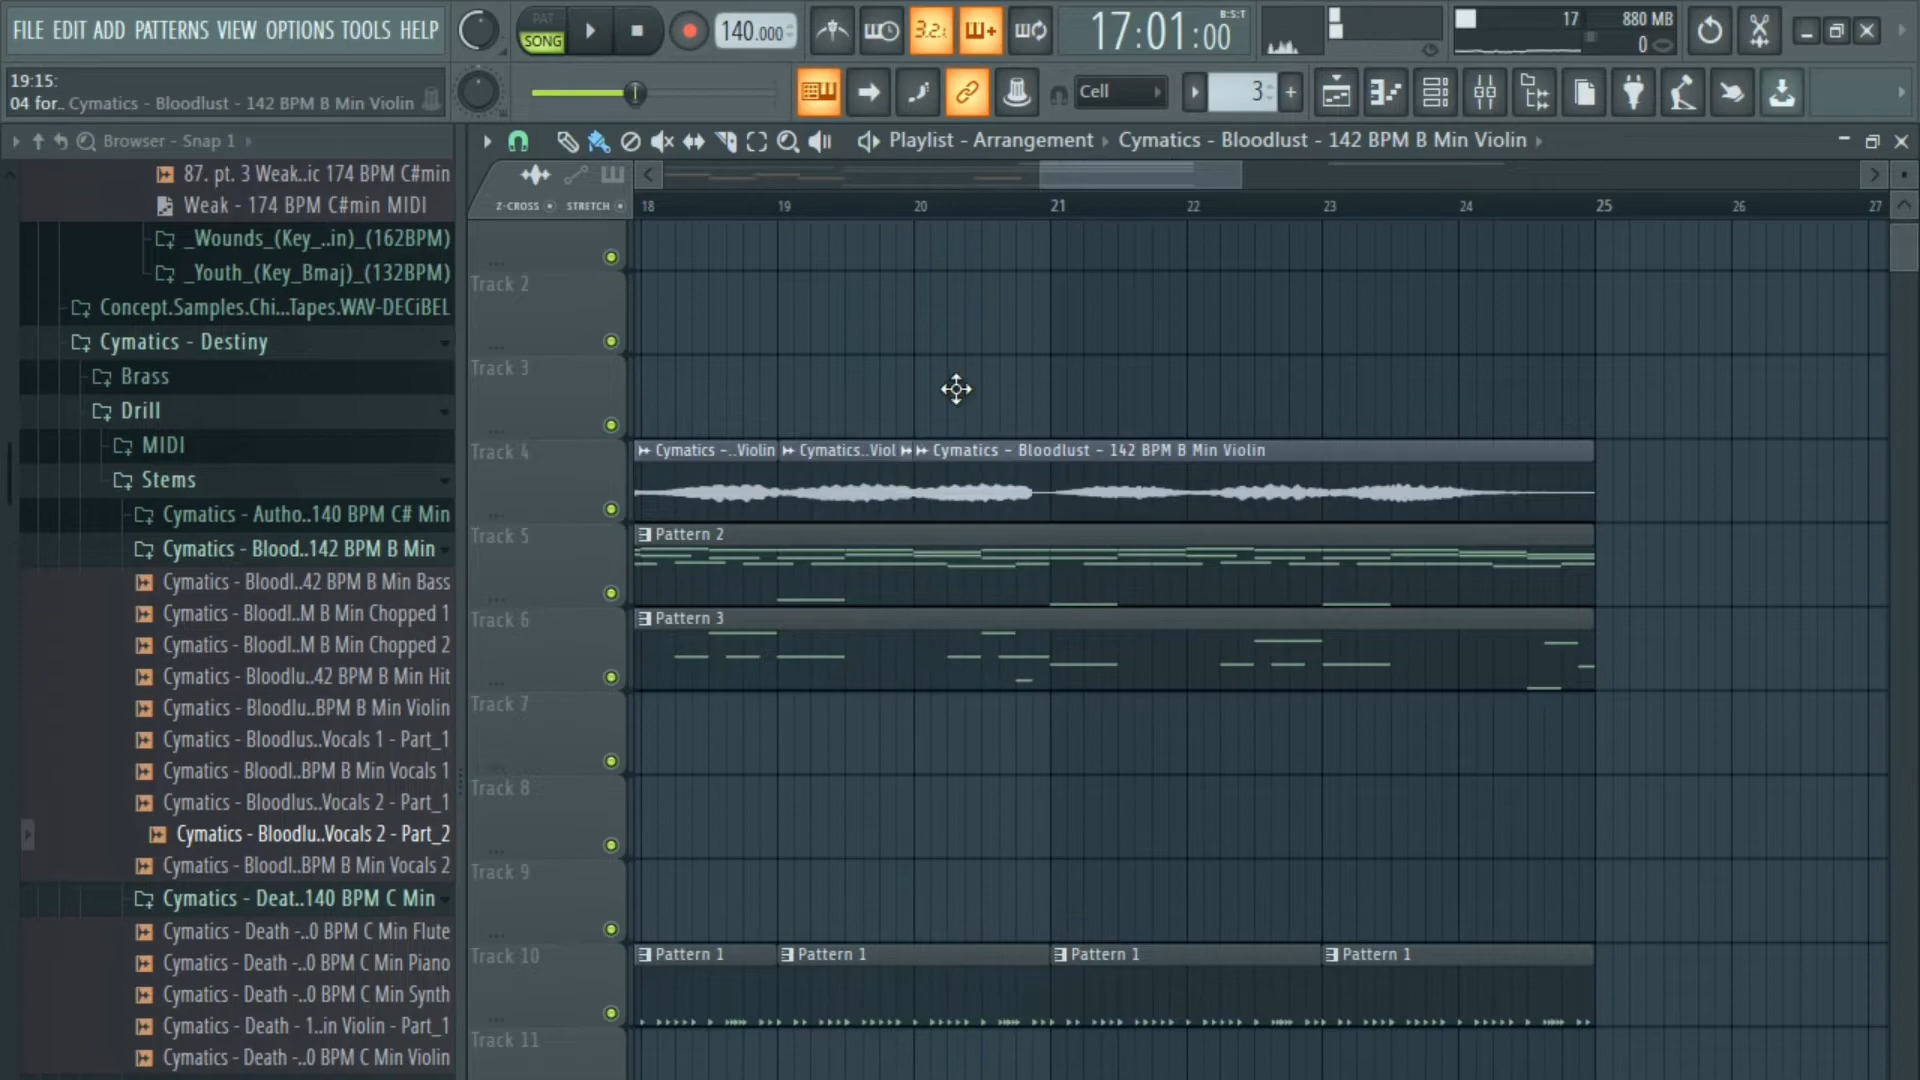 FILE EDIT ADD PATTERNS VIEW OPTIONS TOOLS HELP
PAT
SONG
140.000
3.2.1
17:01:00
B:S:T
17
880 MB
0
19:15:
04 for.. Cymatics - Bloodlust - 142 BPM B Min Violin
Cell
3
Browser - Snap 1
Playlist - Arrangement
Cymatics - Bloodlust - 142 BPM B Min Violin
Z-CROSS
STRETCH
18 19 20 21 22 23 24 25 26 27
87. pt. 3 Weak..ic 174 BPM C#min
Weak - 174 BPM C#min MIDI
_Wounds_(Key_..in)_(162BPM)
_Youth_(Key_Bmaj)_(132BPM)
Concept.Samples.Chi...Tapes.WAV-DECiBEL
Cymatics - Destiny
Brass
Drill
MIDI
Stems
Cymatics - Autho..140 BPM C# Min
Cymatics - Blood..142 BPM B Min
Cymatics - Bloodl..42 BPM B Min Bass
Cymatics - Bloodl..M B Min Chopped 1
Cymatics - Bloodl..M B Min Chopped 2
Cymatics - Bloodlu..42 BPM B Min Hit
Cymatics - Bloodlu..BPM B Min Violin
Cymatics - Bloodlus..Vocals 1 - Part_1
Cymatics - Bloodl..BPM B Min Vocals 1
Cymatics - Bloodlus..Vocals 2 - Part_1
Cymatics - Bloodlu..Vocals 2 - Part_2
Cymatics - Bloodl..BPM B Min Vocals 2
Cymatics - Deat..140 BPM C Min
Cymatics - Death -..0 BPM C Min Flute
Cymatics - Death -..0 BPM C Min Piano
Cymatics - Death -..0 BPM C Min Synth
Cymatics - Death - 1..in Violin - Part_1
Cymatics - Death -..0 BPM C Min Violin
Track 2
Track 3
Track 4
Cymatics -..Violin
Cymatics..Viol
Cymatics - Bloodlust - 142 BPM B Min Violin
Track 5
Pattern 2
Track 6
Pattern 3
Track 7
Track 8
Track 9
Track 10
Pattern 1
Pattern 1
Pattern 1
Pattern 1
Track 11